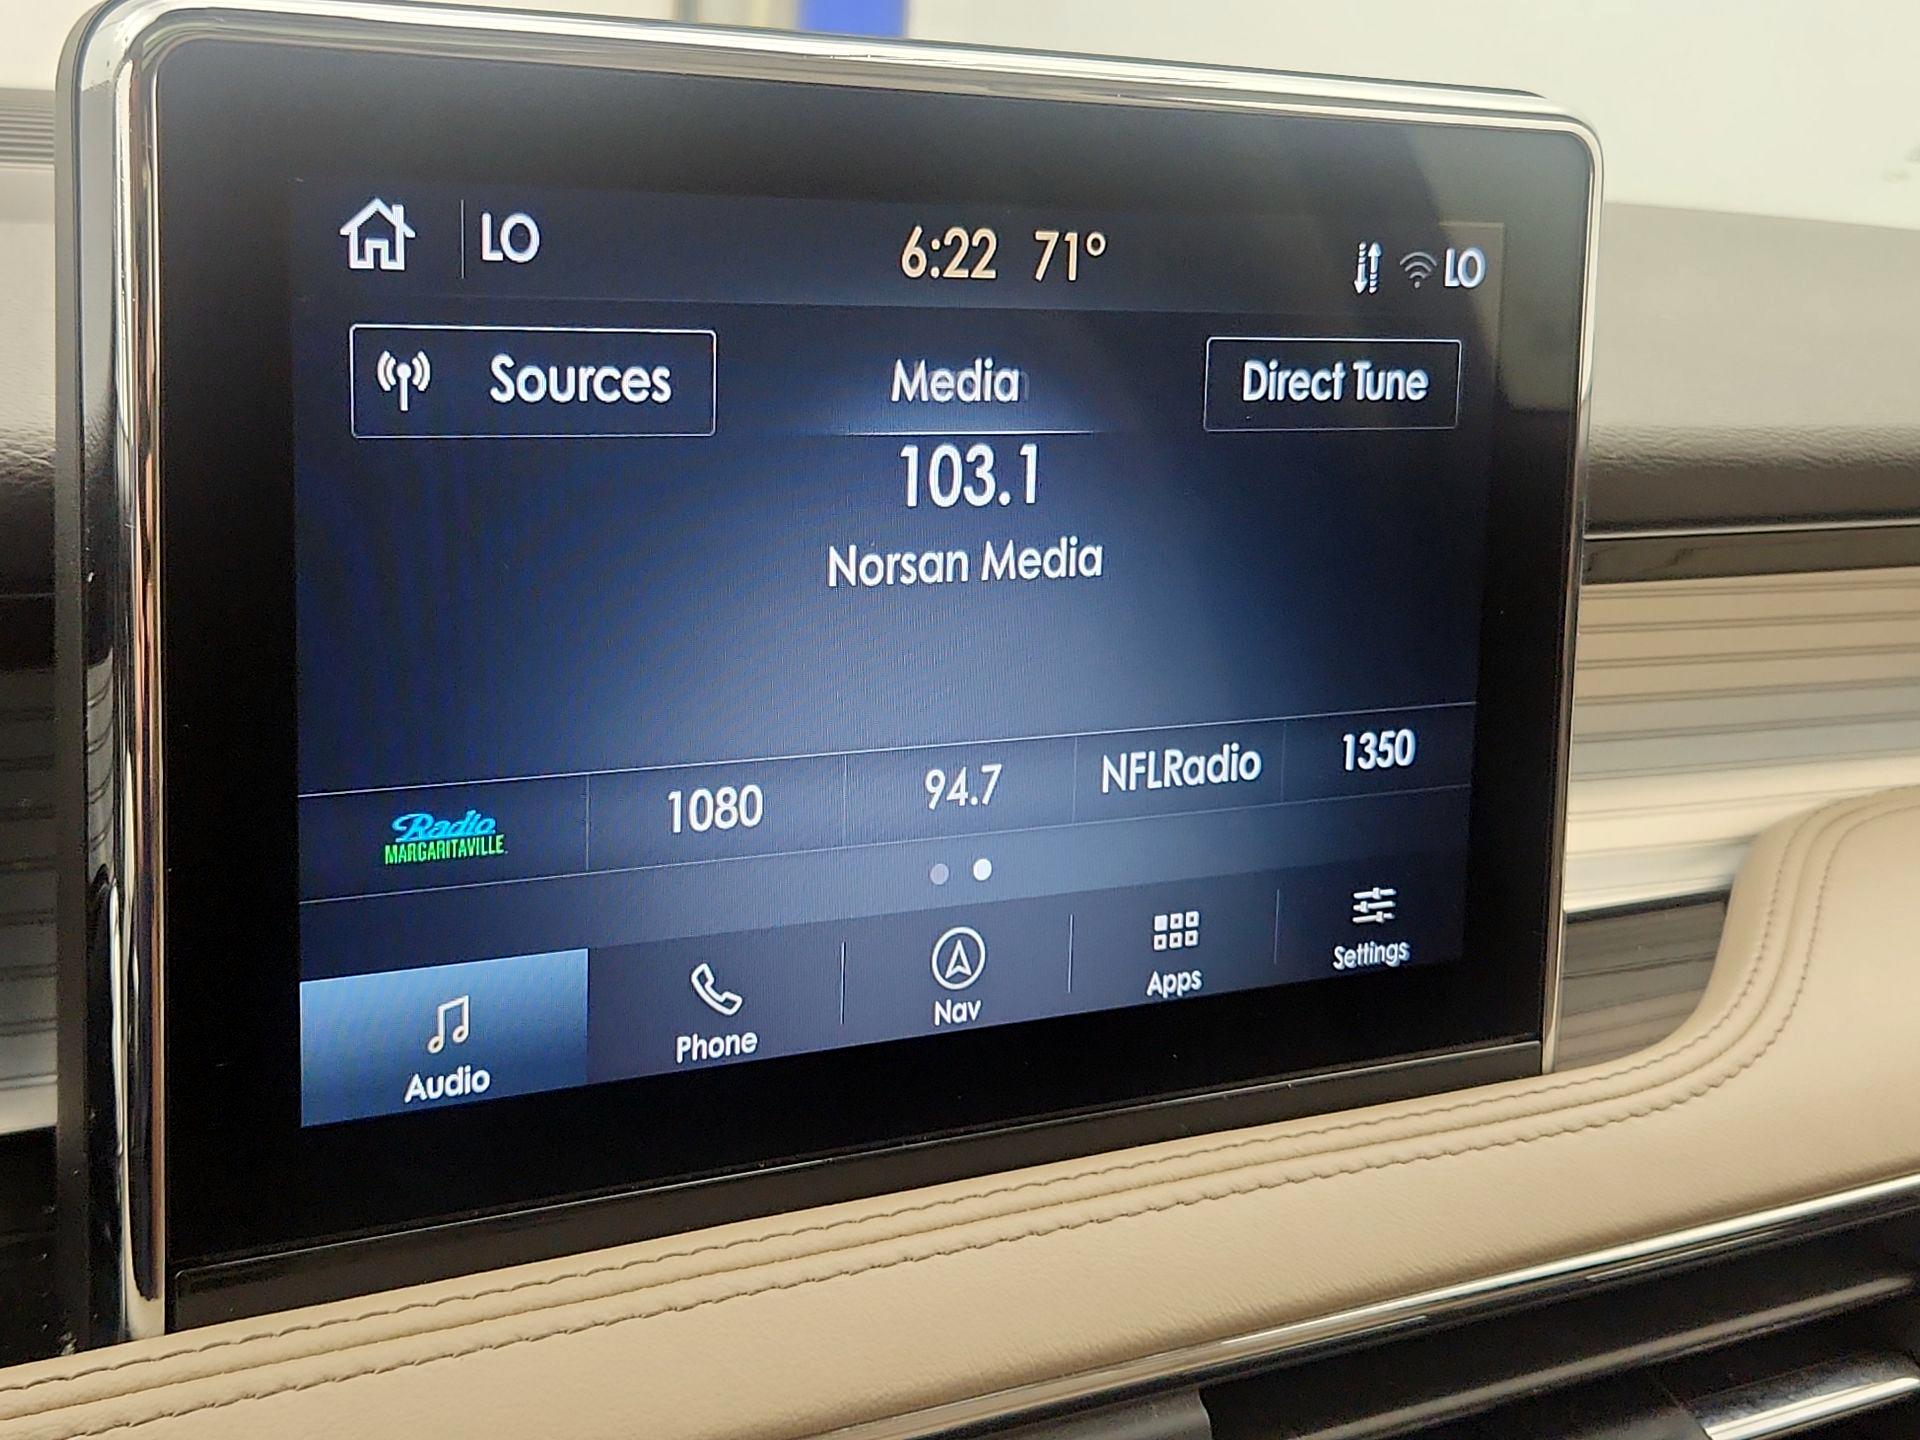 LO
6:22 71°
LO
Sources
Media
Direct Tune
103.1
Norsan Media
Radio
MARGARITAVILLE
1080
94.7
NFLRadio
1350
Audio
Phone
Nav
Apps
Settings